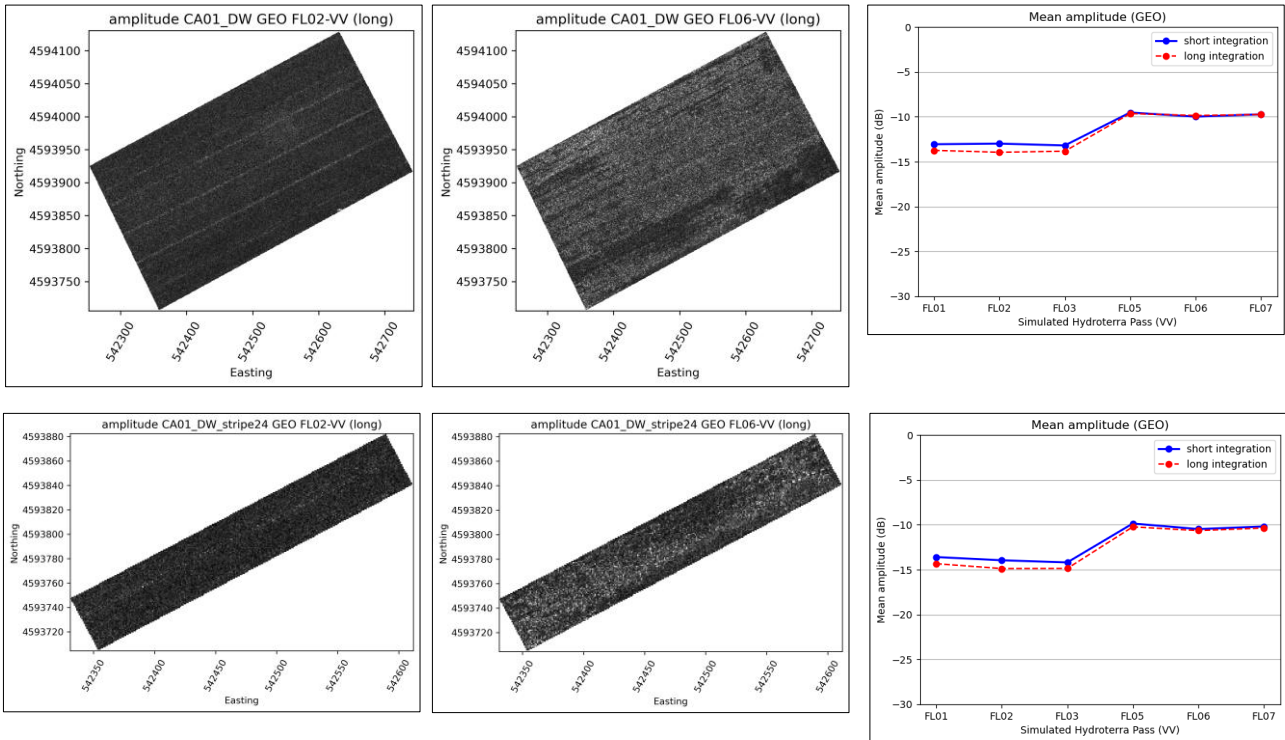 amplitude CA01_DW GEO FL02-VV (long)
4594100
4594050
4594000
4593950
4593900
4593850
4593800
4593750
Northing
542300
542400
542500
542600
542700
Easting
amplitude CA01_DW GEO FL06-VV (long)
4594100
4594050
4594000
4593950
4593900
4593850
4593800
4593750
Northing
542300
542400
542500
542600
542700
Easting
Mean amplitude (GEO)
short integration
long integration
0
−5
−10
−15
−20
−25
−30
Mean amplitude (dB)
FL01 FL02 FL03 FL05 FL06 FL07
Simulated Hydroterra Pass (VV)
amplitude CA01_DW_stripe24 GEO FL02-VV (long)
4593880
4593860
4593840
4593820
4593800
4593780
4593760
4593740
4593720
Northing
542350
542400
542450
542500
542550
542600
Easting
amplitude CA01_DW_stripe24 GEO FL06-VV (long)
4593880
4593860
4593840
4593820
4593800
4593780
4593760
4593740
4593720
Northing
542350
542400
542450
542500
542550
542600
Easting
Mean amplitude (GEO)
short integration
long integration
0
−5
−10
−15
−20
−25
−30
Mean amplitude (dB)
FL01 FL02 FL03 FL05 FL06 FL07
Simulated Hydroterra Pass (VV)